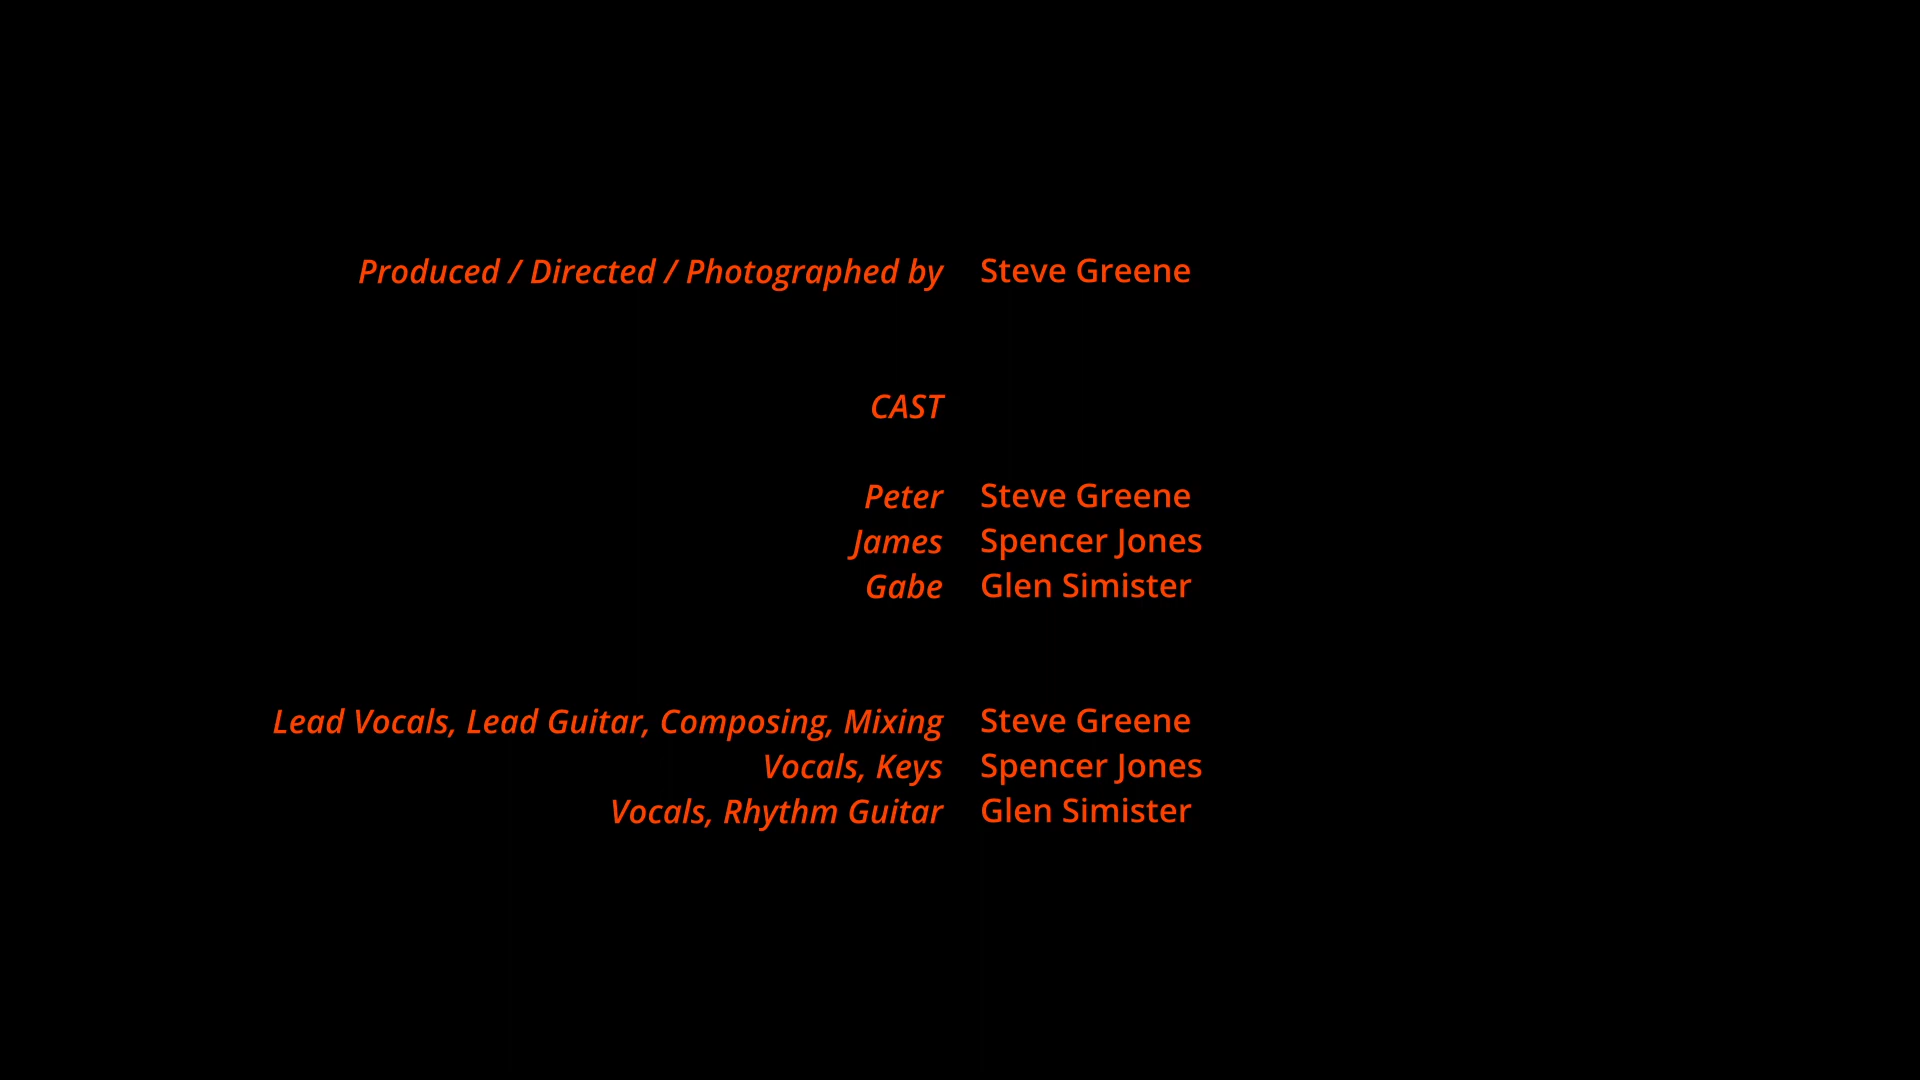 Produced / Directed / Photographed by Steve Greene
CAST
Peter Steve Greene
James Spencer Jones
Gabe Glen Simister
Lead Vocals, Lead Guitar, Composing, Mixing Steve Greene
Vocals, Keys Spencer Jones
Vocals, Rhythm Guitar Glen Simister